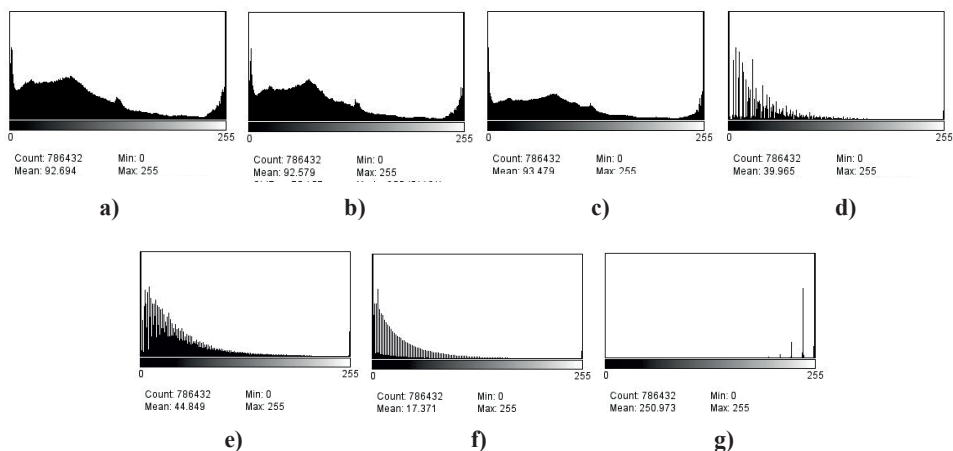 0 255 0 255 0 255 0 255
Count: 786432 Min: 0 Count: 786432 Min: 0 Count: 786432 Min: 0 Count: 786432 Min: 0
Mean: 92.694 Max: 255 Mean: 92.579 Max: 255 Mean: 93.479 Max: 255 Mean: 39.965 Max: 255
a) b) c) d)
0 255 0 255 0 255
Count: 786432 Min: 0 Count: 786432 Min: 0 Count: 786432 Min: 0
Mean: 44.849 Max: 255 Mean: 17.371 Max: 255 Mean: 250.973 Max: 255
e) f) g)